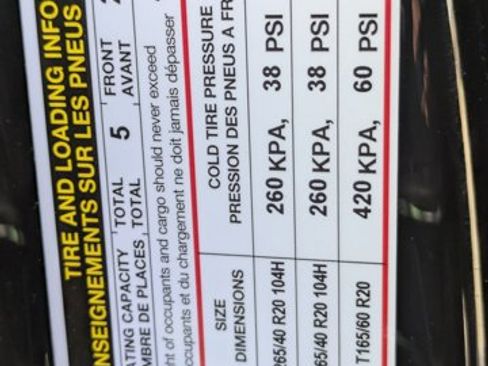 TIRE AND LOADING INFO
NSEIGNEMENTS SUR LES PNEUS
TING CAPACITY TOTAL 5 FRONT
MBRE DE PLACES TOTAL AVANT
ht of occupants and cargo should never exceed
ccupants et du chargement ne doit jamais dépasser
SIZE COLD TIRE PRESSURE
DIMENSIONS PRESSION DES PNEUS A FR
65/40 R20 104H 260 KPA, 38 PSI
65/40 R20 104H 260 KPA, 38 PSI
T165/60 R20 420 KPA, 60 PSI